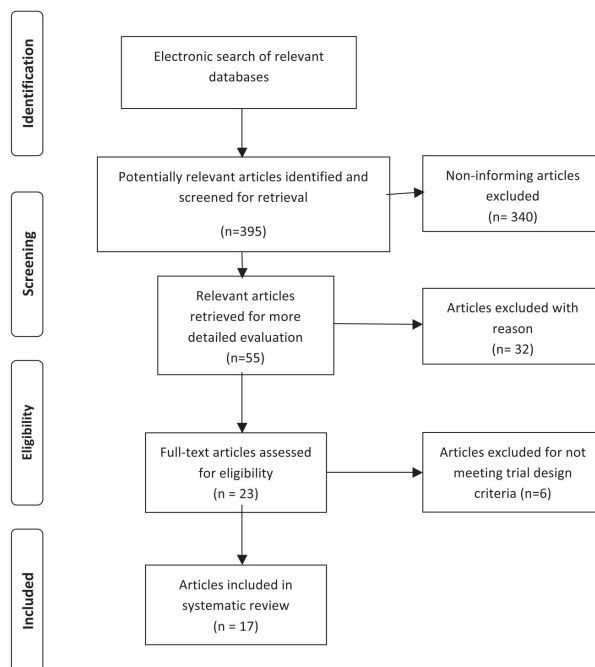 Identification
Electronic search of relevant
databases
Potentially relevant articles identified and
screened for retrieval
(n=395)
Non-informing articles
excluded
(n= 340)
Screening
Relevant articles
retrieved for more
detailed evaluation
(n=55)
Articles excluded with
reason
(n= 32)
Eligibility
Full-text articles assessed
for eligibility
(n = 23)
Articles excluded for not
meeting trial design
criteria (n=6)
Included
Articles included in
systematic review
(n = 17)